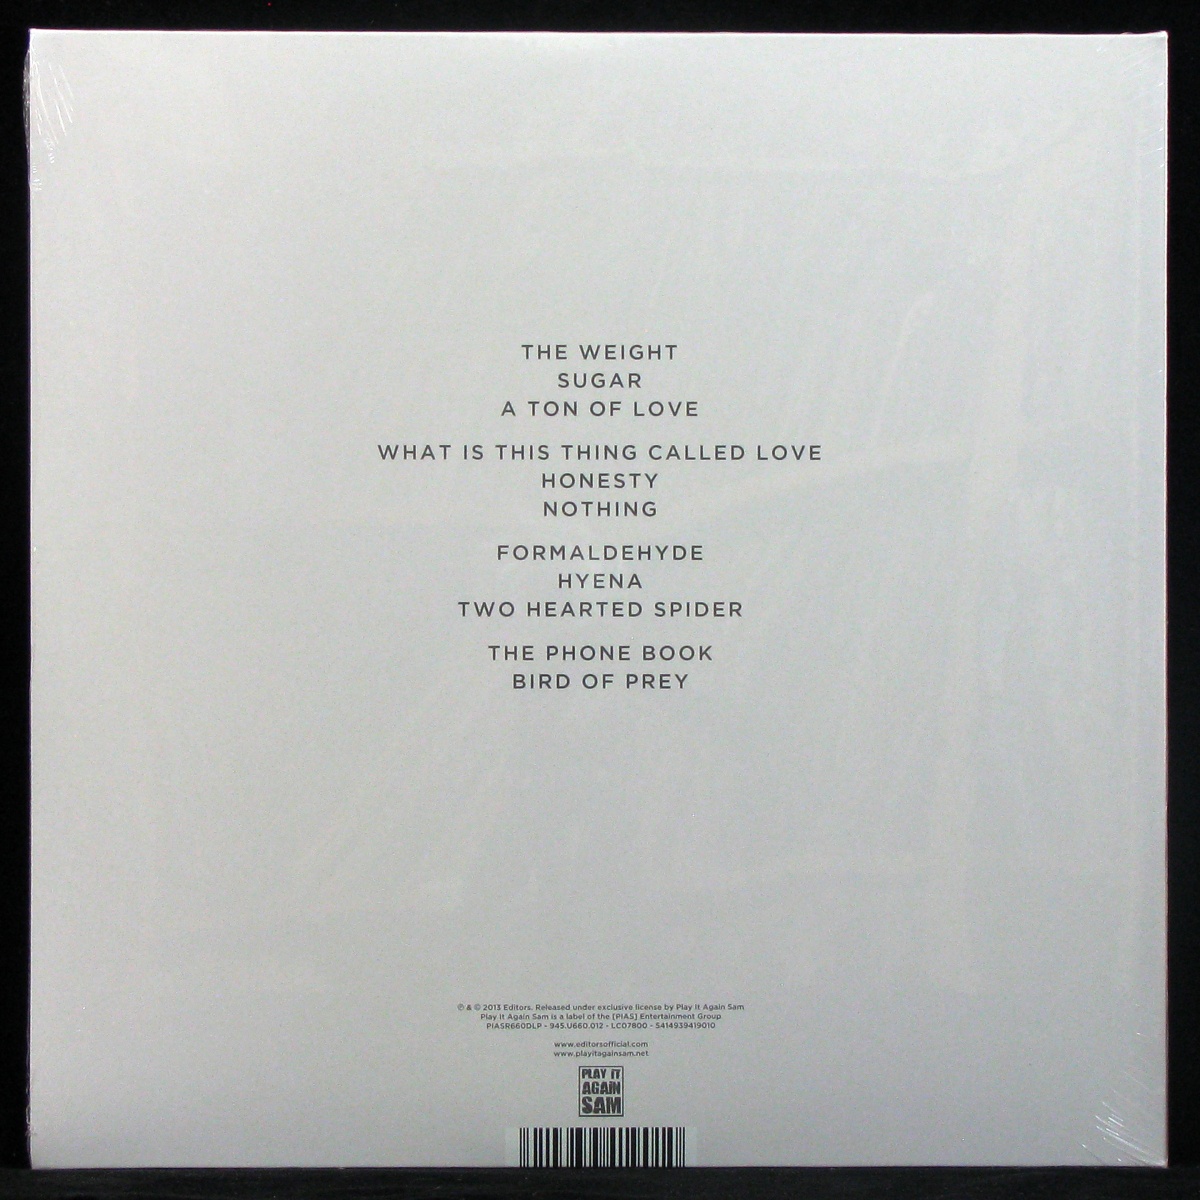 THE WEIGHT
SUGAR
A TON OF LOVE
WHAT IS THIS THING CALLED LOVE
HONESTY
NOTHING
FORMALDEHYDE
HYENA
TWO HEARTED SPIDER
THE PHONE BOOK
BIRD OF PREY
℗ & © 2013 Editors. Released under exclusive license by Play It Again Sam
Play It Again Sam is a label of the [PIAS] Entertainment Group
PIASR660DLP - 945.U660.012 - LC07800 - 5414939419010
www.editorsofficial.com
www.playitagainsam.net
PLAY IT
AGAIN
SAM